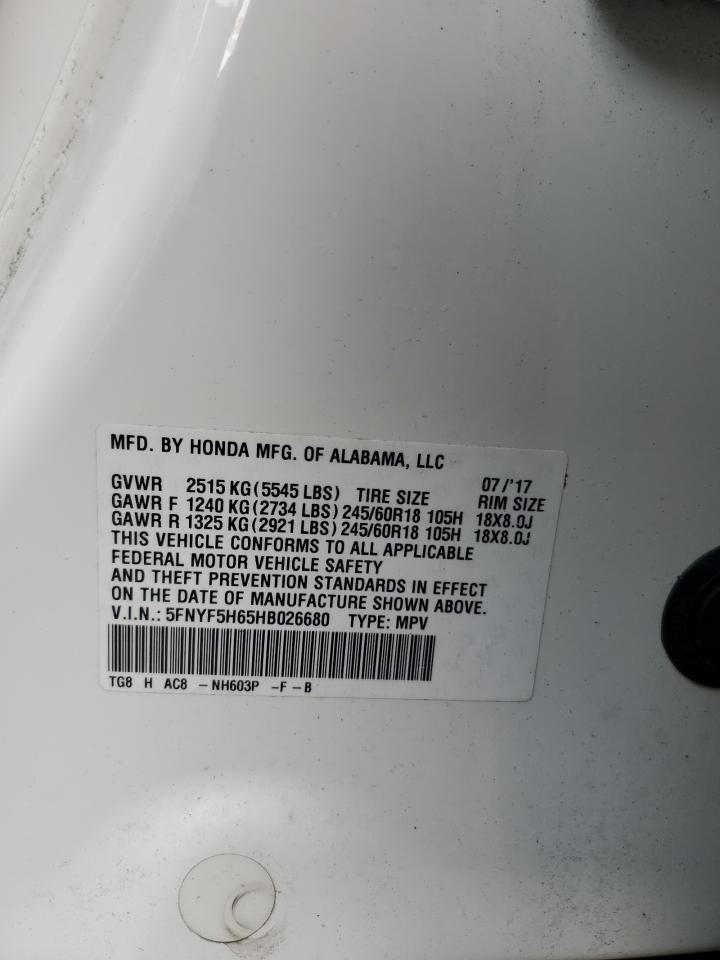 MFD. BY HONDA MFG. OF ALABAMA, LLC
GVWR 2515 KG (5545 LBS) TIRE SIZE 07/'17 RIM SIZE
GAWR F 1240 KG (2734 LBS) 245/60R18 105H 18X8.0J
GAWR R 1325 KG (2921 LBS) 245/60R18 105H 18X8.0J
THIS VEHICLE CONFORMS TO ALL APPLICABLE
FEDERAL MOTOR VEHICLE SAFETY
AND THEFT PREVENTION STANDARDS IN EFFECT
ON THE DATE OF MANUFACTURE SHOWN ABOVE.
V.I.N.: 5FNYF5H65HB026680 TYPE: MPV
TG8 H AC8 -NH603P -F -B